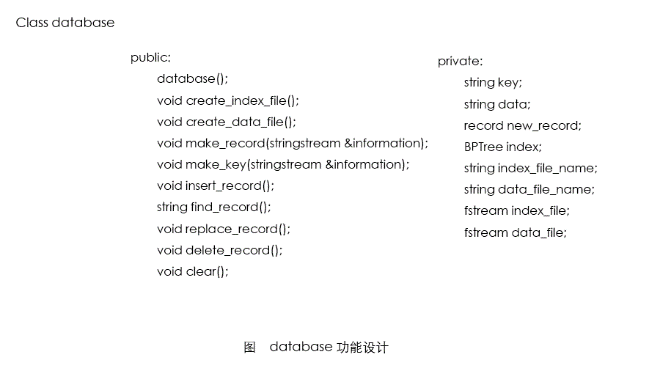 Class database
public:
database();
void create_index_file();
void create_data_file();
void make_record(stringstream &information);
void make_key(stringstream &information);
void insert_record();
string find_record();
void replace_record();
void delete_record();
void clear();
private:
string key;
string data;
record new_record;
BPTree index;
string index_file_name;
string data_file_name;
fstream index_file;
fstream data_file;
图 database 功能设计